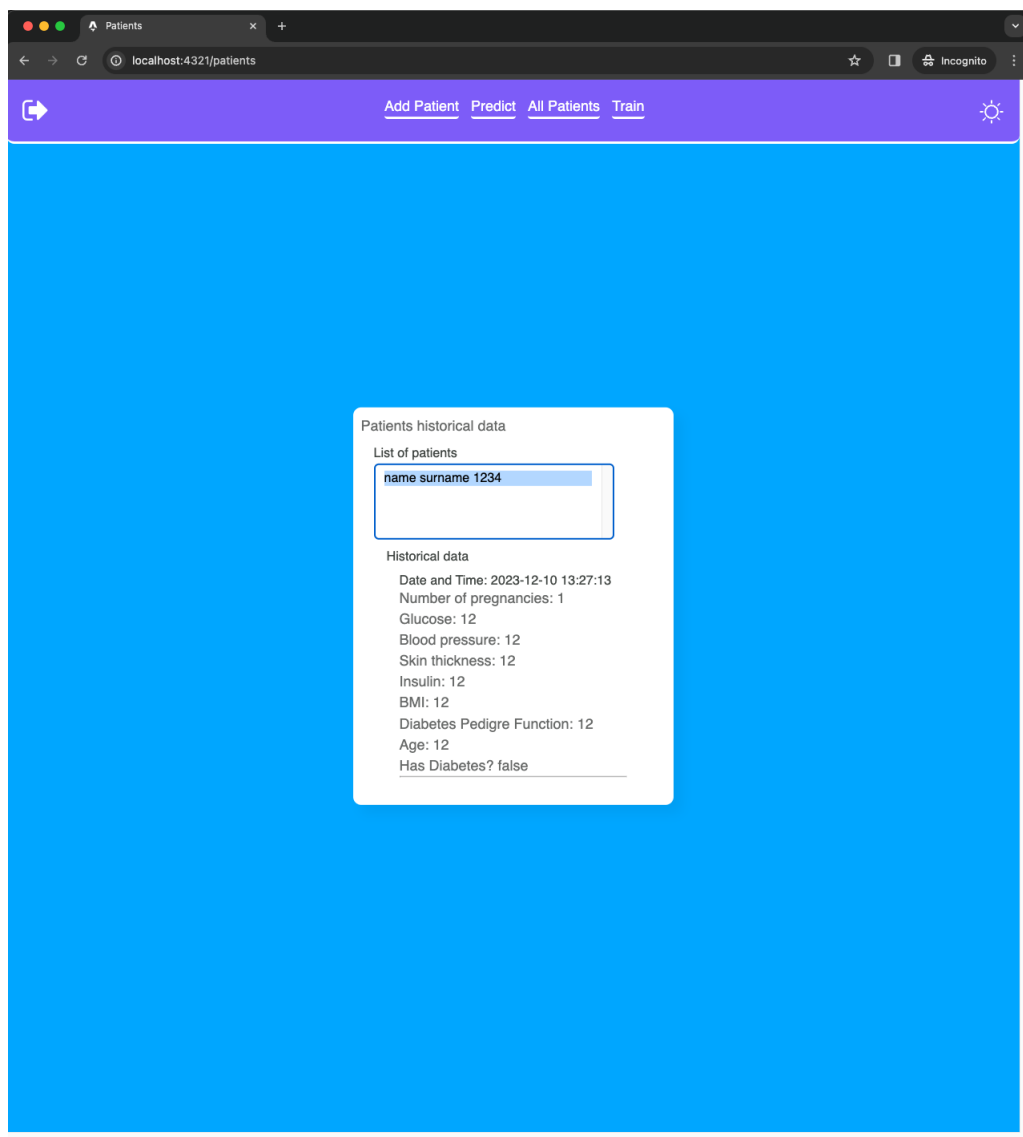 Patients
localhost:4321/patients
Incognito
Add Patient Predict All Patients Train
Patients historical data
List of patients
name surname 1234
Historical data
Date and Time: 2023-12-10 13:27:13
Number of pregnancies: 1
Glucose: 12
Blood pressure: 12
Skin thickness: 12
Insulin: 12
BMI: 12
Diabetes Pedigre Function: 12
Age: 12
Has Diabetes? false